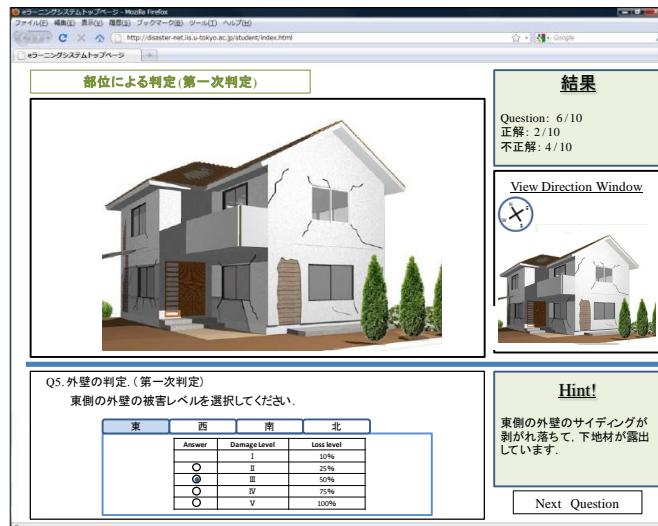 eラーニングシステムトップページ - Mozilla Firefox
ファイル(F) 編集(E) 表示(V) 履歴(S) ブックマーク(B) ツール(T) ヘルプ(H)
http://disaster-net.iis.u-tokyo.ac.jp/student/index.html
Google
eラーニングシステムトップページ
部位による判定(第一次判定)
結果
Question: 6/10
正解: 2/10
不正解: 4/10
View Direction Window
Q5. 外壁の判定.(第一次判定)
東側の外壁の被害レベルを選択してください.
東 西 南 北
Answer Damage Level Loss level
I 10%
II 25%
III 50%
IV 75%
V 100%
Hint!
東側の外壁のサイディングが
剥がれ落ちて, 下地材が露出
しています.
Next Question